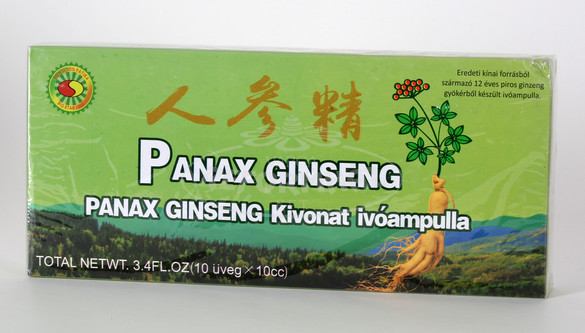 Eredeti kínai forrásból
származó 12 éves piros ginzeng
gyökérből készült ivóampulla.
人参精
PANAX GINSENG
PANAX GINSENG Kivonat ivóampulla
TOTAL NETWT. 3.4FL.OZ(10 üveg×10cc)